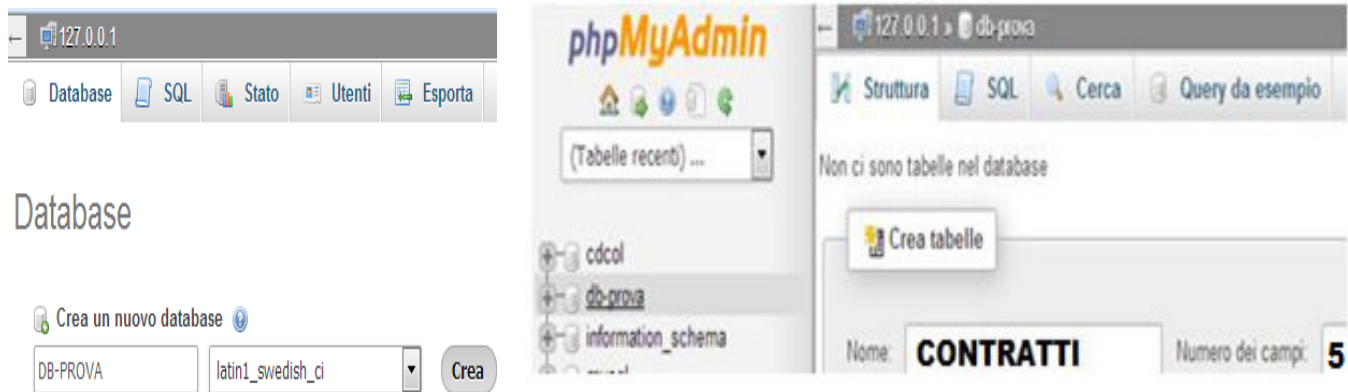 127.0.0.1
Database SQL Stato Utenti Esporta
Database
Crea un nuovo database
DB-PROVA latin1_swedish_ci Crea
phpMyAdmin
(Tabelle recenti) ...
cdcol
db-prova
information_schema
127.0.0.1 » db-prova
Struttura SQL Cerca Query da esempio
Non ci sono tabelle nel database
Crea tabelle
Nome: CONTRATTI Numero dei campi: 5